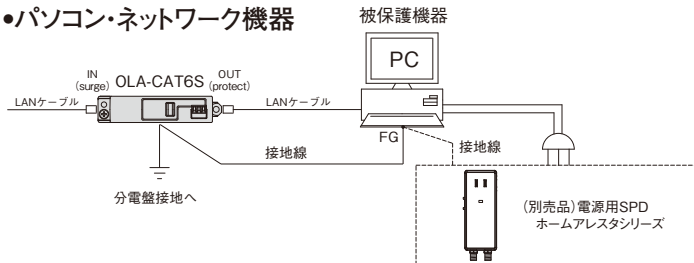 •パソコン・ネットワーク機器
被保護機器
PC
IN
(surge)
OLA-CAT6S
OUT
(protect)
LANケーブル
LANケーブル
FG
接地線
接地線
分電盤接地へ
(別売品)電源用SPD
ホームアレスタシリーズ